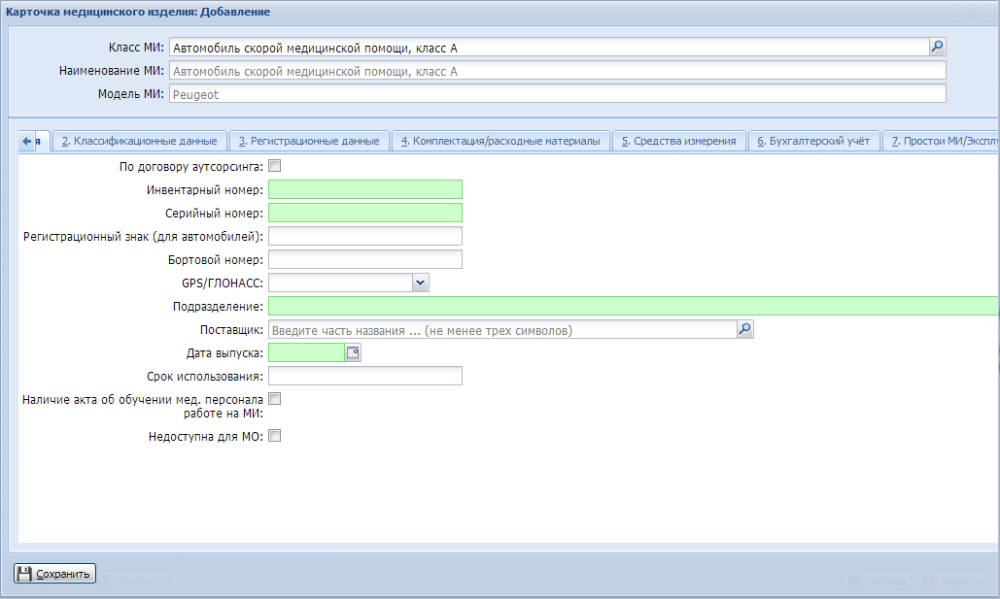 Карточка медицинского изделия: Добавление
Класс МИ: Автомобиль скорой медицинской помощи, класс А
Наименование МИ: Автомобиль скорой медицинской помощи, класс А
Модель МИ: Peugeot
я 2. Классификационные данные 3. Регистрационные данные 4. Комплектация/расходные материалы 5. Средства измерения 6. Бухгалтерский учёт 7. Простои МИ/Эксплу
По договору аутсорсинга:
Инвентарный номер:
Серийный номер:
Регистрационный знак (для автомобилей):
Бортовой номер:
GPS/ГЛОНАСС:
Подразделение:
Поставщик: Введите часть названия ... (не менее трех символов)
Дата выпуска:
Срок использования:
Наличие акта об обучении мед. персонала
работе на МИ:
Недоступна для МО:
Сохранить Печать Помощь Закрыть